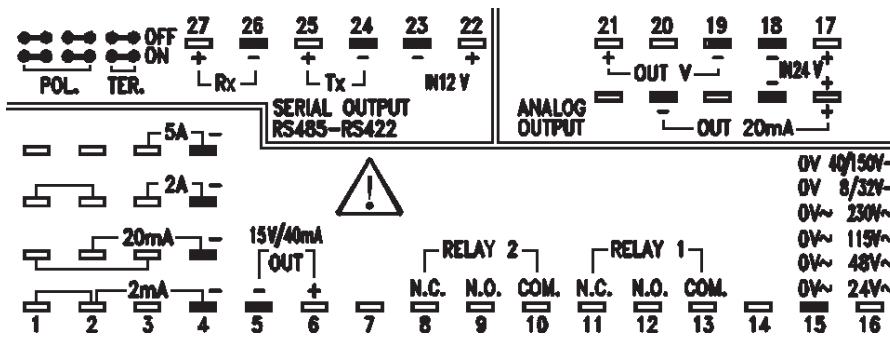 27 26 25 24 23 22 21 20 19 18 17
OFF
ON
+ - + - - + + - - +
POL. TER. Rx Tx IN12 V OUT V IN24 V
SERIAL OUTPUT
RS485-RS422
ANALOG
OUTPUT
- - +
+
OUT 20mA
5A -
2A -
20mA -
2mA -
15V/40mA
OUT
- +
RELAY 2 RELAY 1
N.C. N.O. COM. N.C. N.O. COM.
0V 40/150V-
0V 8/32V-
0V~ 230V~
0V~ 115V~
0V~ 48V~
0V~ 24V~
1 2 3 4 5 6 7 8 9 10 11 12 13 14 15 16